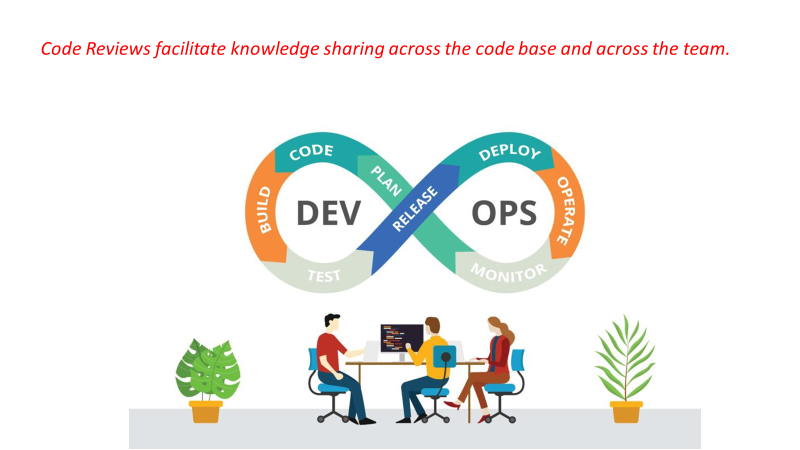 Code Reviews facilitate knowledge sharing across the code base and across the team.
CODE
PLAN
BUILD
DEV
TEST
RELEASE
DEPLOY
OPS
OPERATE
MONITOR